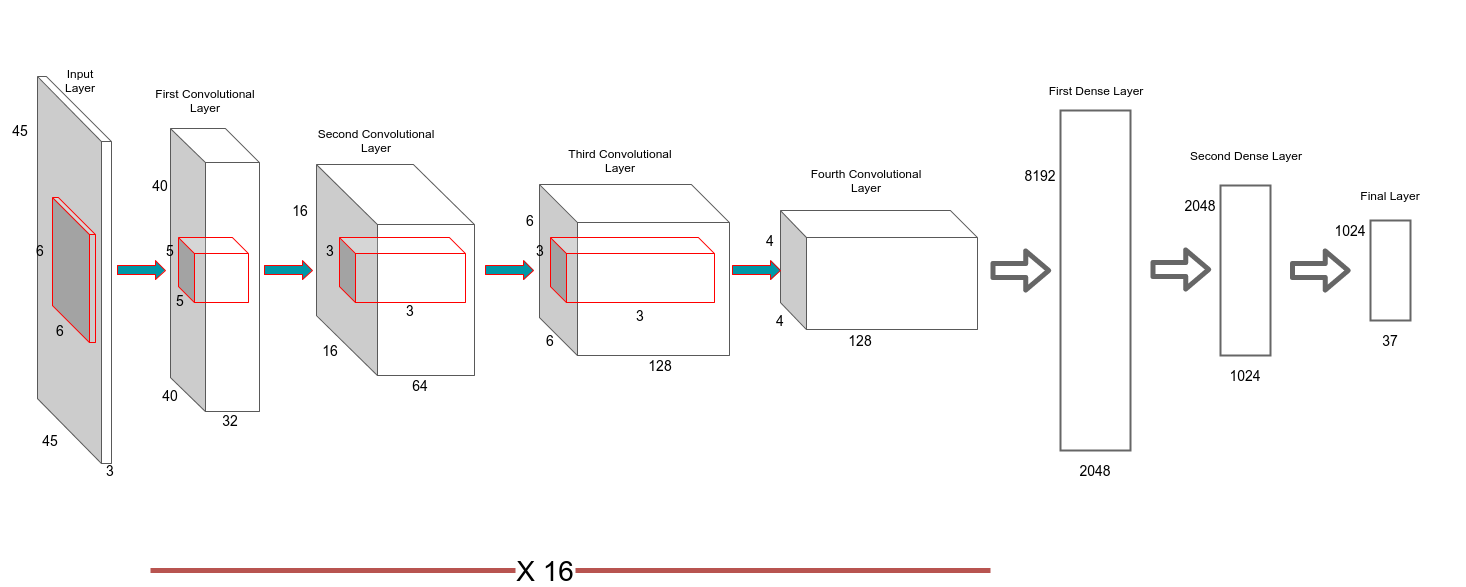 Input
Layer
45
6
6
45
3
First Convolutional
Layer
40
5
5
40
32
Second Convolutional
Layer
16
3
3
16
64
Third Convolutional
Layer
6
3
3
6
128
Fourth Convolutional
Layer
4
4
128
First Dense Layer
8192
2048
Second Dense Layer
2048
1024
Final Layer
1024
37
X 16